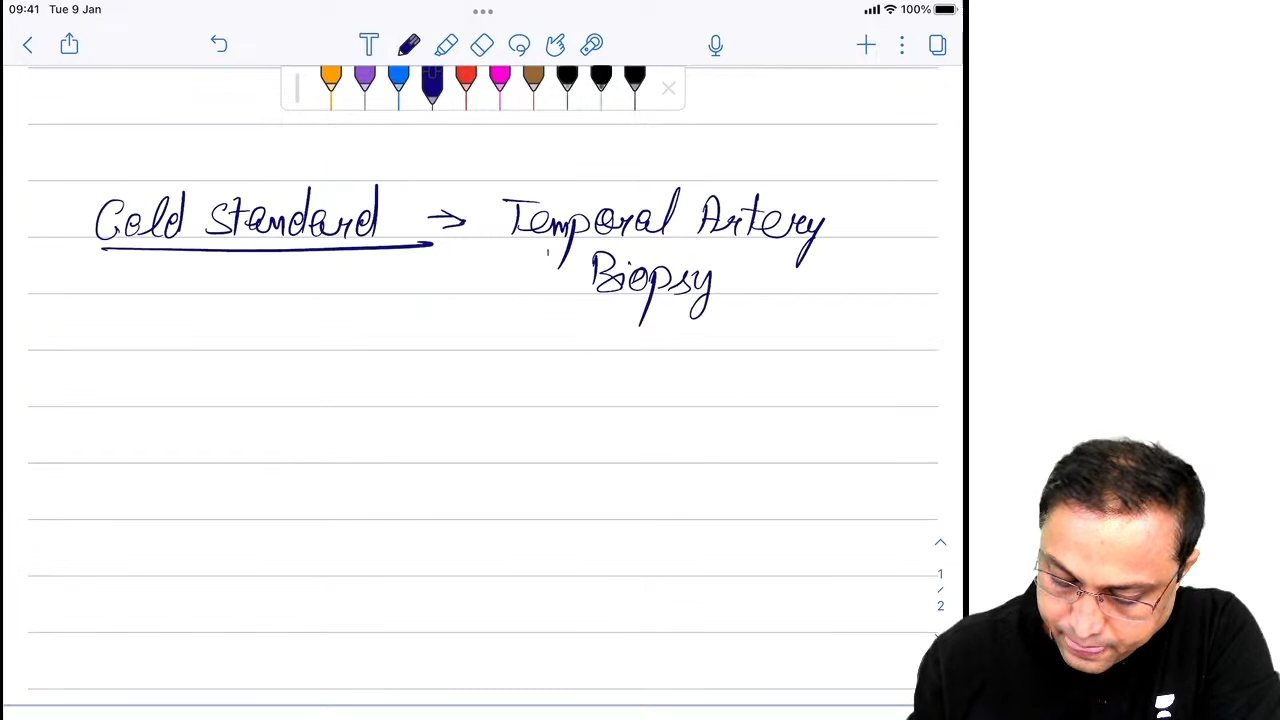 09:41 Tue 9 Jan 100%
Gold Standard → Temporal Artery
Biopsy
1
/
2